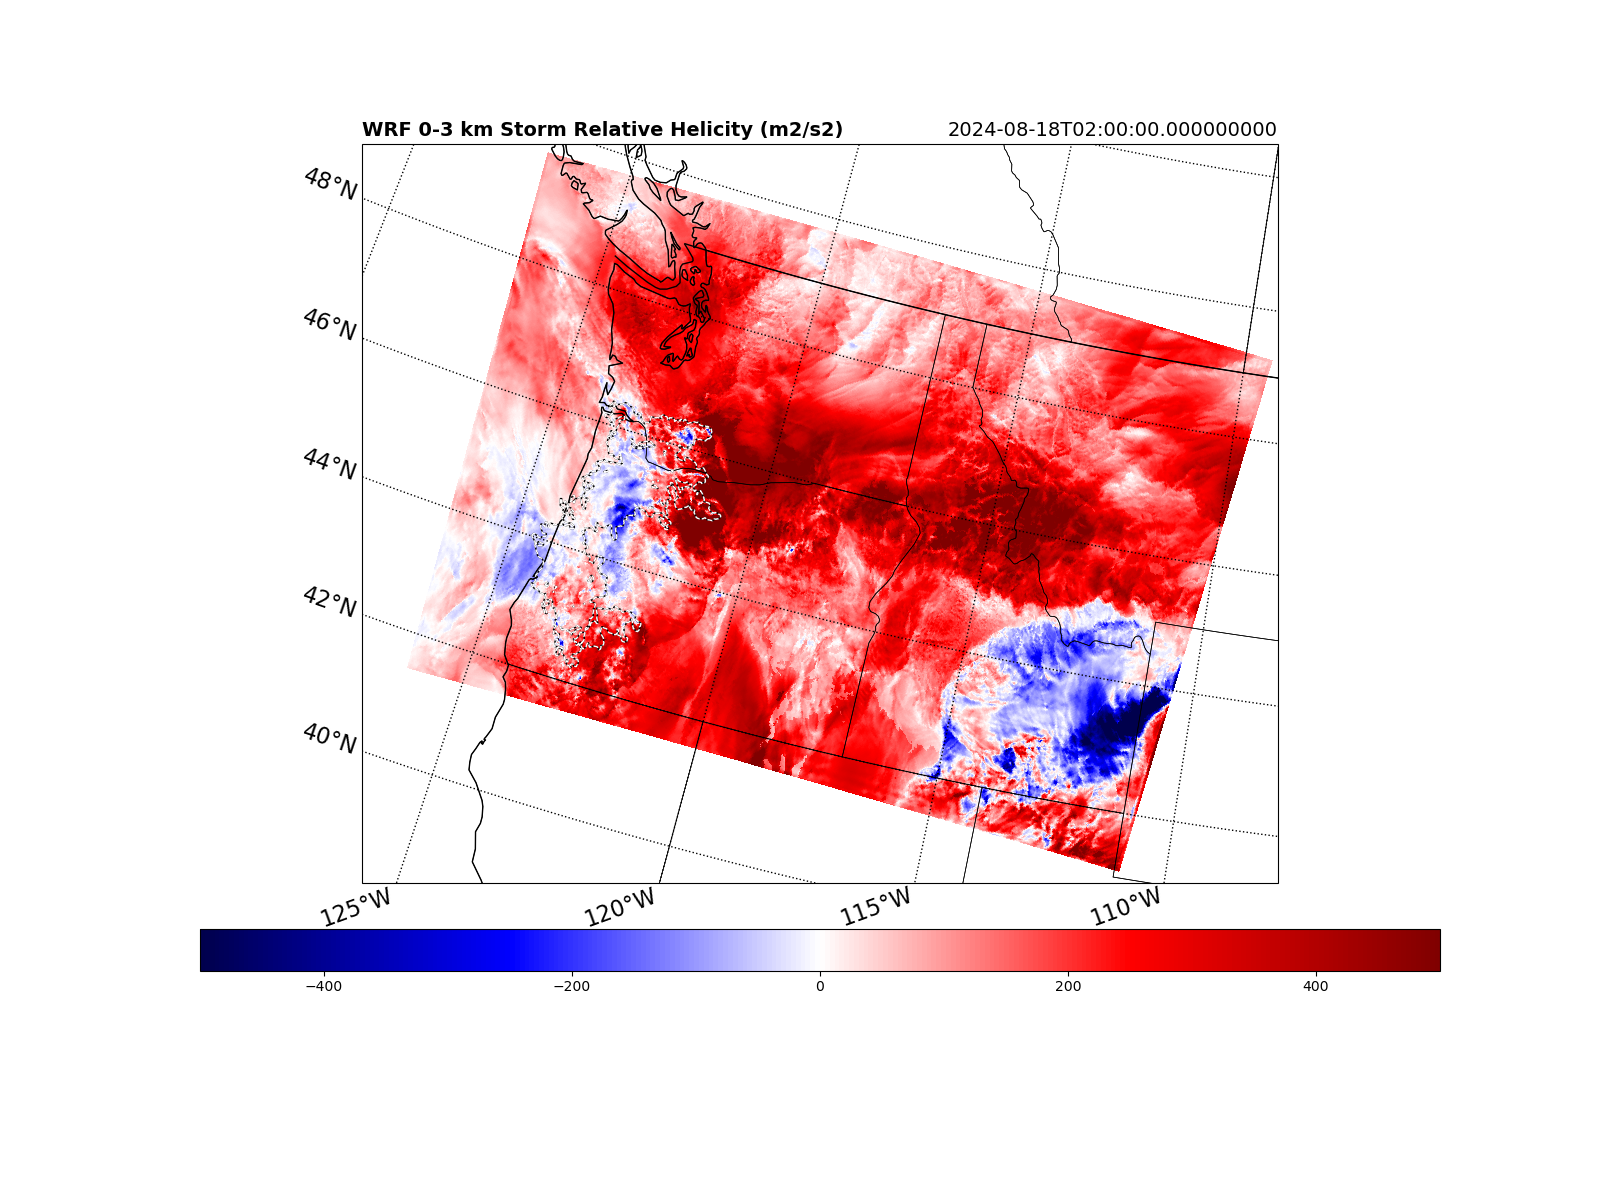 WRF 0-3 km Storm Relative Helicity (m2/s2) 2024-08-18T02:00:00.000000000
48°N
46°N
44°N
42°N
40°N
125°W 120°W 115°W 110°W
−400 −200 0 200 400